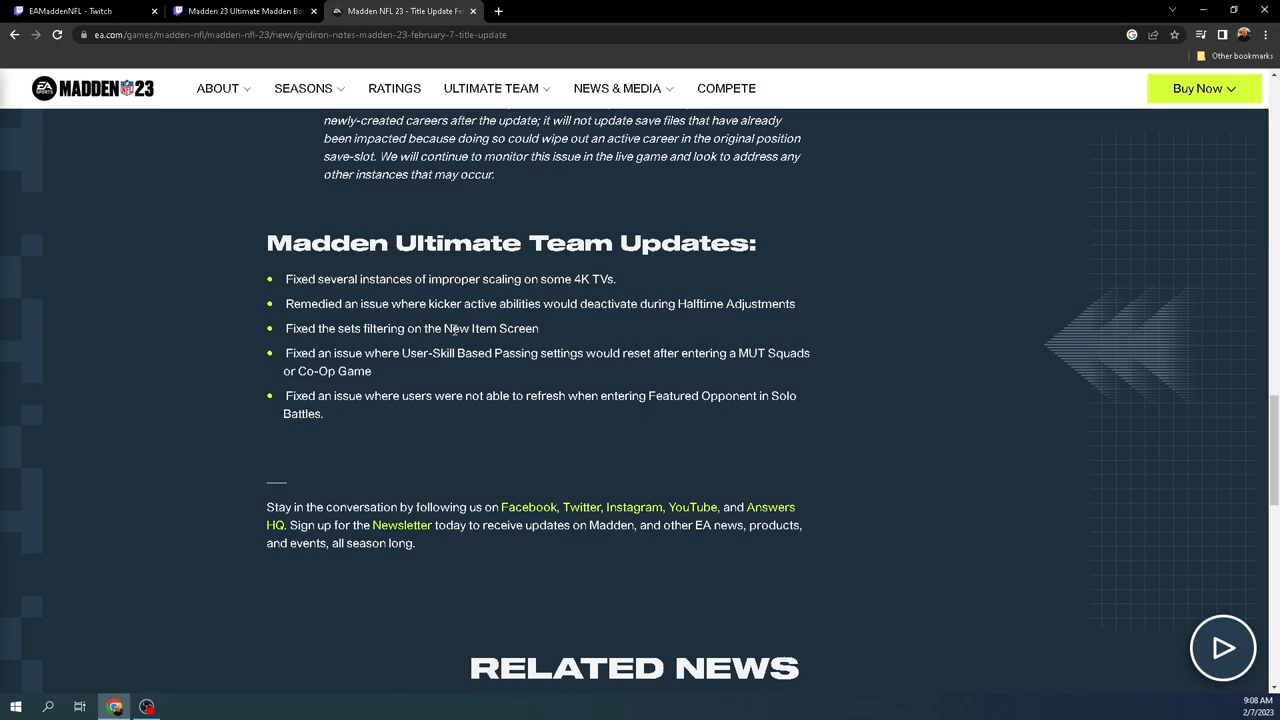 EAMaddenNFL - Twitch
Madden 23 Ultimate Madden Bo
Madden NFL 23 - Title Update Fe
ea.com/games/madden-nfl/madden-nfl-23/news/gridiron-notes-madden-23-february-7-title-update
Other bookmarks
EA SPORTS MADDEN NFL 23
ABOUT
SEASONS
RATINGS
ULTIMATE TEAM
NEWS & MEDIA
COMPETE
Buy Now
newly-created careers after the update; it will not update save files that have already
been impacted because doing so could wipe out an active career in the original position
save-slot. We will continue to monitor this issue in the live game and look to address any
other instances that may occur.
Madden Ultimate Team Updates:
Fixed several instances of improper scaling on some 4K TVs.
Remedied an issue where kicker active abilities would deactivate during Halftime Adjustments
Fixed the sets filtering on the New Item Screen
Fixed an issue where User-Skill Based Passing settings would reset after entering a MUT Squads
or Co-Op Game
Fixed an issue where users were not able to refresh when entering Featured Opponent in Solo
Battles.
Stay in the conversation by following us on Facebook, Twitter, Instagram, YouTube, and Answers
HQ. Sign up for the Newsletter today to receive updates on Madden, and other EA news, products,
and events, all season long.
RELATED NEWS
9:08 AM
2/7/2023